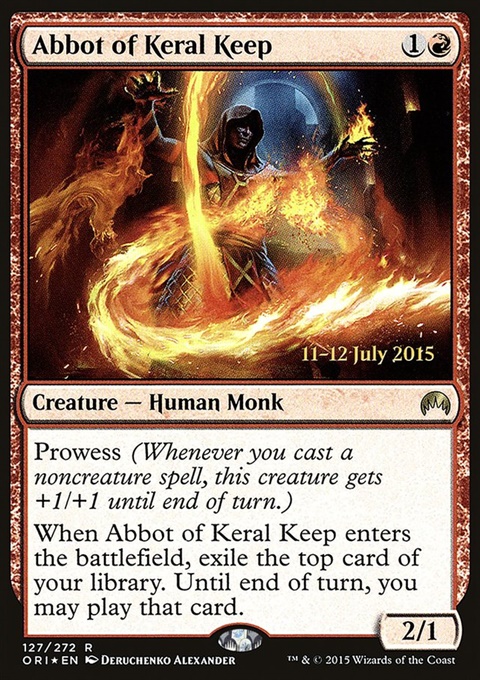 Abbot of Keral Keep 1
11–12 July 2015
Creature — Human Monk
Prowess (Whenever you cast a
noncreature spell, this creature gets
+1/+1 until end of turn.)
When Abbot of Keral Keep enters
the battlefield, exile the top card of
your library. Until end of turn, you
may play that card.
2/1
127/272 R
ORI★EN Deruchenko Alexander
™ & © 2015 Wizards of the Coast